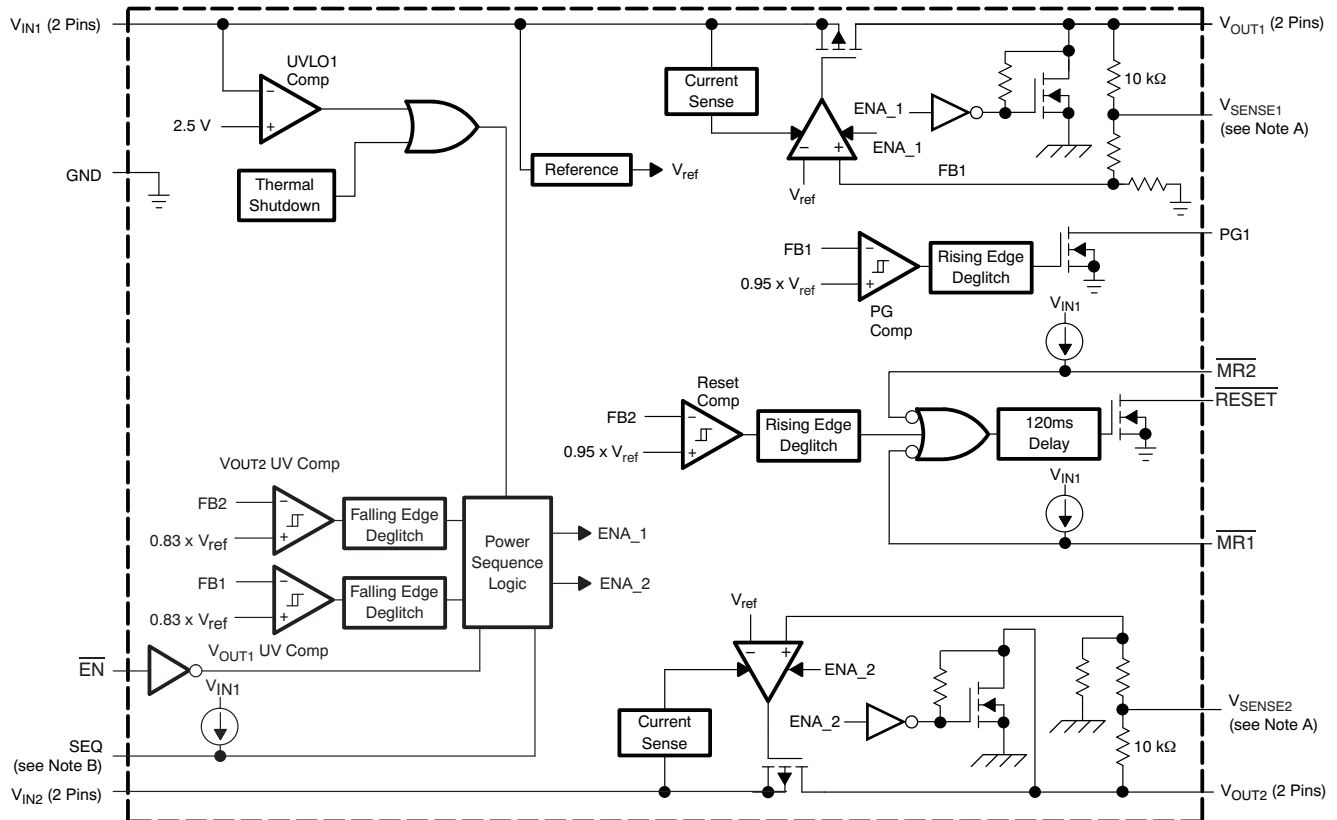 VIN1 (2 Pins)
VOUT1 (2 Pins)
UVLO1
Comp
−
+
2.5 V
Current
Sense
ENA_1
10 kΩ
VSENSE1
(see Note A)
ENA_1
−
+
Vref
FB1
GND
Thermal
Shutdown
Reference
Vref
PG1
FB1
−
0.95 x Vref
+
Rising Edge
Deglitch
PG
Comp
VIN1
MR2
Reset
Comp
RESET
FB2
−
0.95 x Vref
+
Rising Edge
Deglitch
120ms
Delay
VIN1
MR1
VOUT2 UV Comp
FB2
−
0.83 x Vref
+
Falling Edge
Deglitch
Power
Sequence
Logic
ENA_1
ENA_2
FB1
−
0.83 x Vref
+
Falling Edge
Deglitch
VOUT1 UV Comp
EN
VIN1
SEQ
(see Note B)
Vref
−
+
ENA_2
ENA_2
Current
Sense
VSENSE2
(see Note A)
10 kΩ
VIN2 (2 Pins)
VOUT2 (2 Pins)